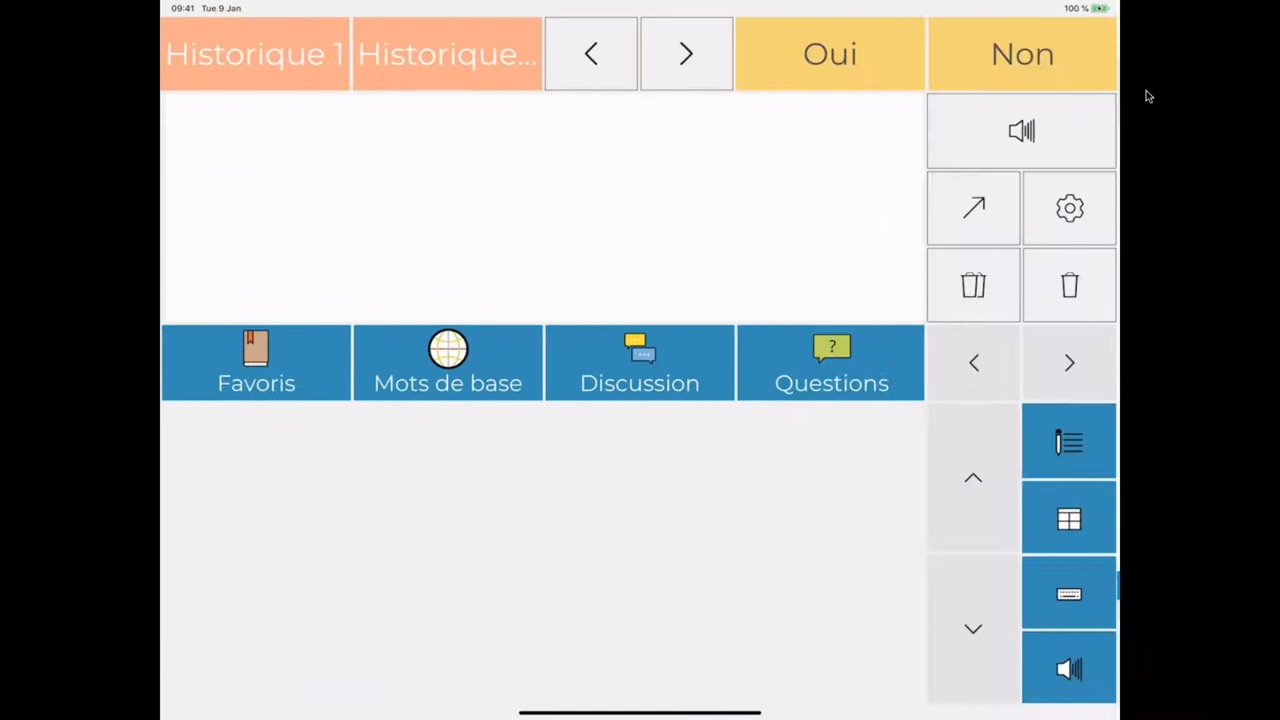 09:41 Tue 9 Jan
100 %
Historique 1
Historique...
Oui
Non
Favoris
Mots de base
Discussion
?
Questions